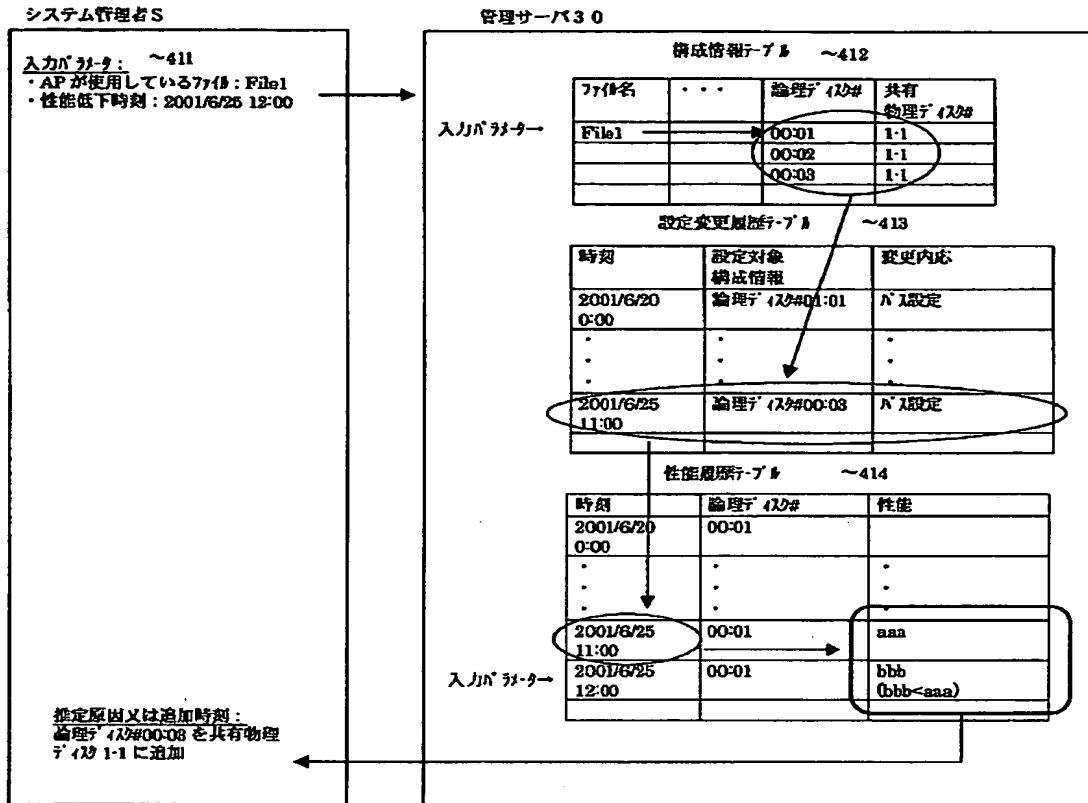 システム管理者S
管理サーバ30
入力パラメータ: ～411
・APが使用しているファイル:File1
・性能低下時刻:2001/6/25 12:00
構成情報テーブル ～412
ファイル名 ・・・ 論理ディスク# 共有
物理ディスク#
入力パラメーター→
File1 00:01 1-1
00:02 1-1
00:03 1-1
設定変更履歴テーブル ～413
時刻 設定対象 変更内応
構成情報
2001/6/20 論理ディスク#01:01 パス設定
0:00
・ ・ ・
・ ・ ・
・ ・ ・
2001/6/25 論理ディスク#00:03 パス設定
11:00
性能履歴テーブル ～414
時刻 論理ディスク# 性能
2001/6/20 00:01
0:00
・ ・ ・
・ ・ ・
・ ・ ・
2001/6/25 00:01 aaa
11:00
入力パラメーター→
2001/6/25 00:01 bbb
12:00 (bbb<aaa)
推定原因又は追加時刻:
論理ディスク#00:03を共有物理
ディスク1-1に追加